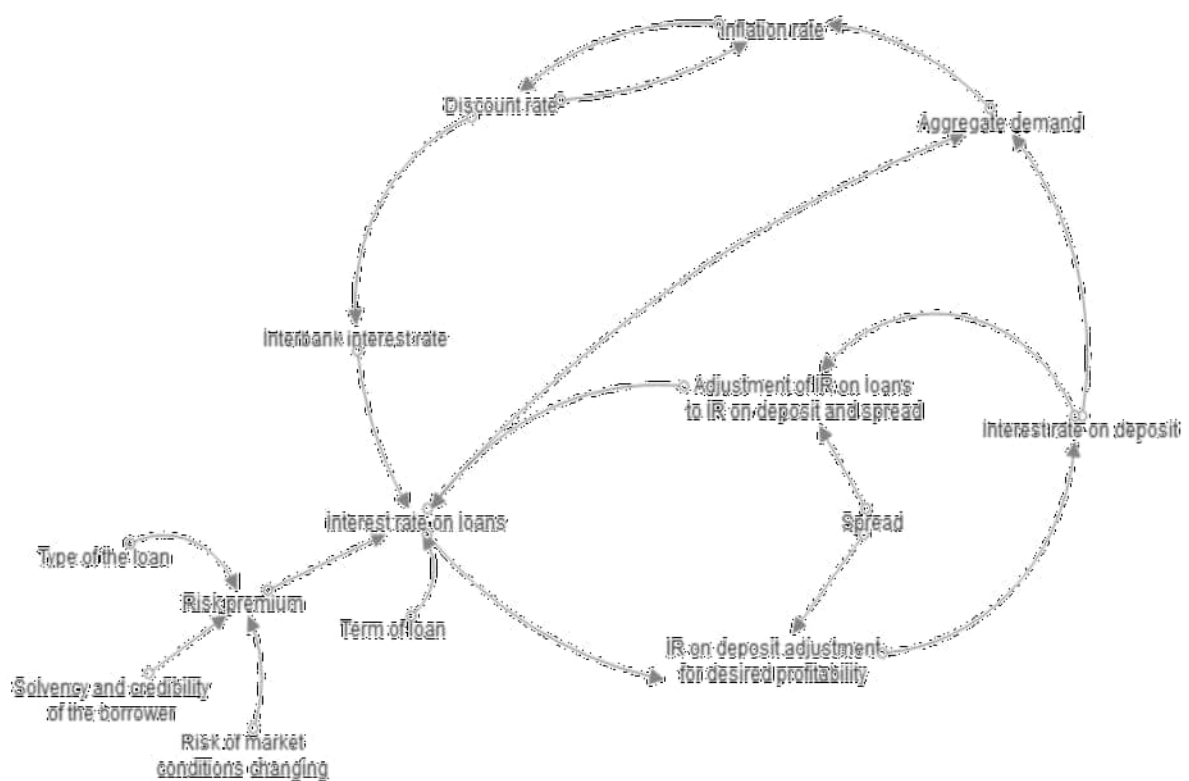 Inflation rate
Discount rate
Aggregate demand
Interbank interest rate
Adjustment of IR on loans
to IR on deposit and spread
Interest rate on deposit
Interest rate on loans
Spread
Type of the loan
Risk premium
Term of loan
IR on deposit adjustment
for desired profitability
Solvency and credibility
of the borrower
Risk of market
conditions changing